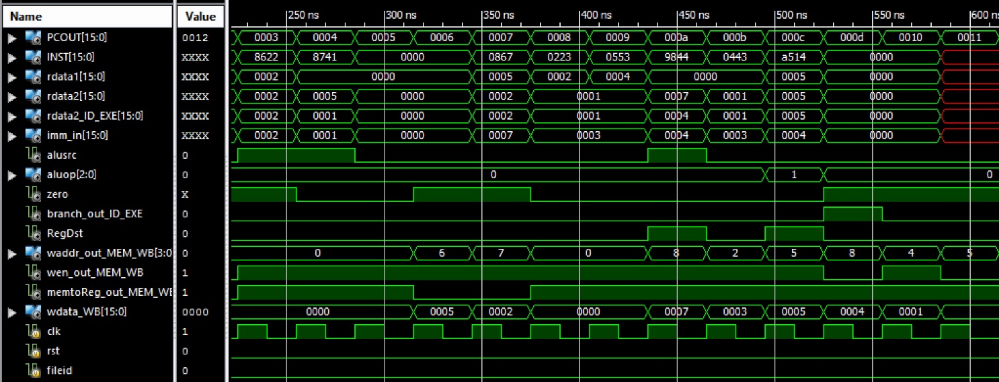 Name Value 250 ns 300 ns 350 ns 400 ns 450 ns 500 ns 550 ns 600 ns
PCOUT[15:0] 0012 0003 0004 0005 0006 0007 0008 0009 000a 000b 000c 000d 0010 0011
INST[15:0] XXXX 8622 8741 0000 0867 0223 0553 9844 0443 a514 0000
rdata1[15:0] XXXX 0002 0000 0005 0002 0004 0000 0005 0000
rdata2[15:0] XXXX 0002 0005 0000 0002 0001 0007 0001 0005 0000
rdata2_ID_EXE[15:0] XXXX 0002 0001 0000 0002 0001 0004 0001 0005 0000
imm_in[15:0] XXXX 0002 0001 0000 0007 0003 0004 0003 0004 0000
alusrc 0
aluop[2:0] 0 0 1 0
zero X
branch_out_ID_EXE 0
RegDst 0
waddr_out_MEM_WB[3:0 0 0 6 7 0 8 2 5 8 4 5
wen_out_MEM_WB 1
memtoReg_out_MEM_WE 1
wdata_WB[15:0] 0000 0000 0005 0002 0000 0007 0003 0005 0004 0001
clk 1
rst 0
fileid 0